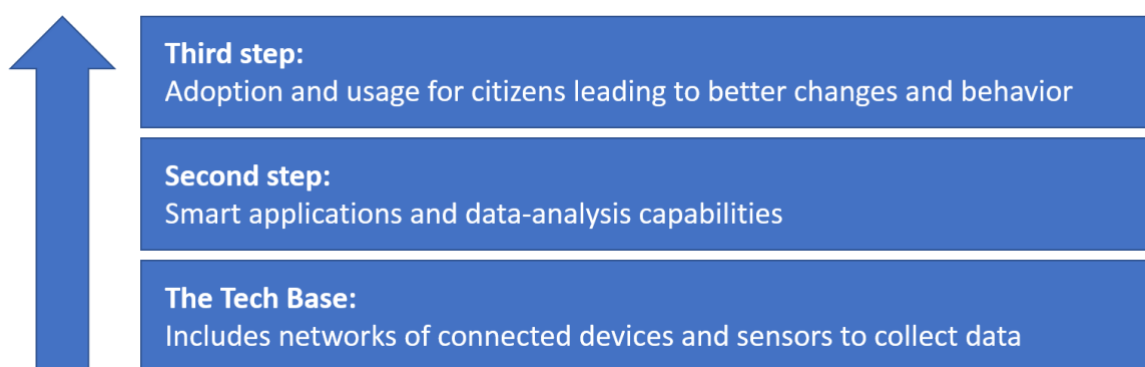 Third step:
Adoption and usage for citizens leading to better changes and behavior
Second step:
Smart applications and data-analysis capabilities
The Tech Base:
Includes networks of connected devices and sensors to collect data